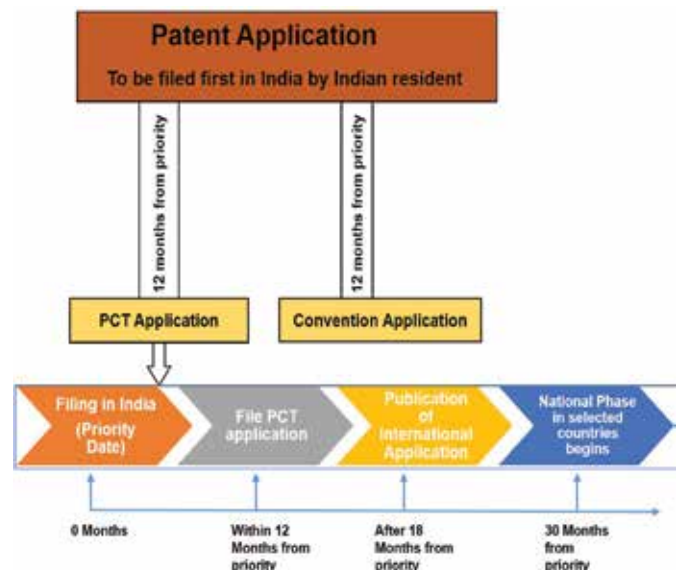 Patent Application
To be filed first in India by Indian resident
12 months from priority
12 months from priority
PCT Application
Convention Application
Filing in India
(Priority
Date)
File PCT
application
Publication
of
International
Application
National Phase
in selected
countries
begins
0 Months
Within 12
Months from
priority
After 18
Months from
priority
30 Months
from
priority